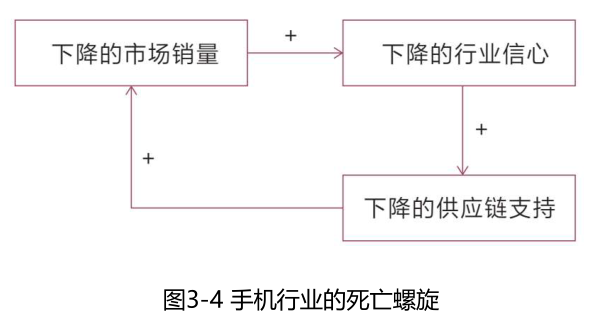 下降的市场销量
+
下降的行业信心
+
+
下降的供应链支持
图3-4 手机行业的死亡螺旋